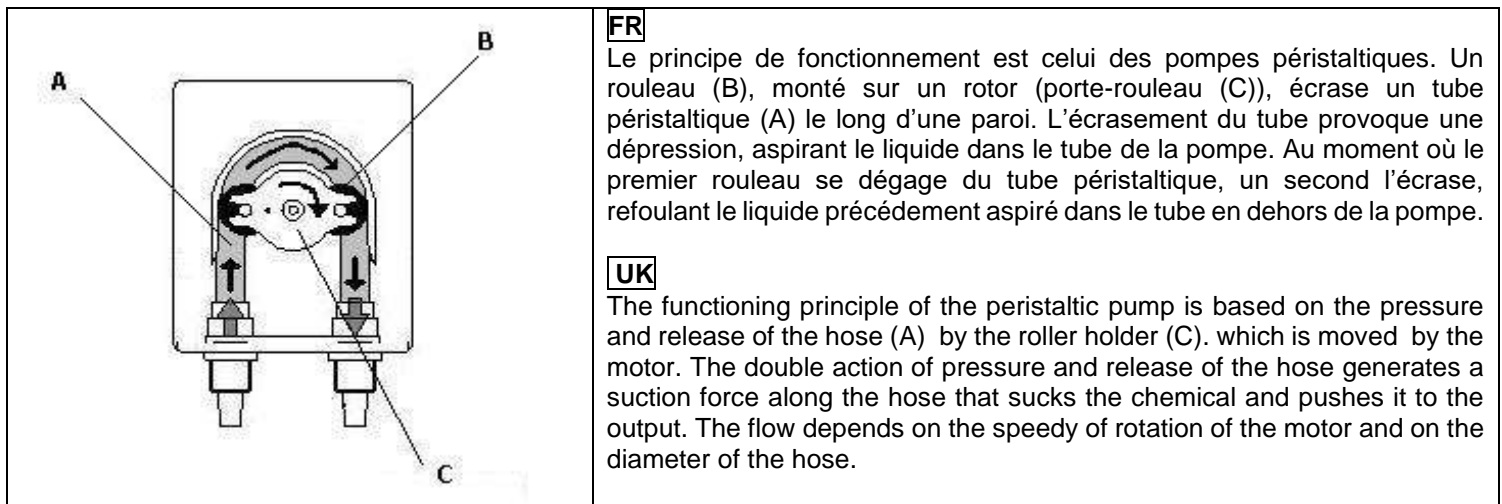 A
B
C
FR
Le principe de fonctionnement est celui des pompes péristaltiques. Un
rouleau (B), monté sur un rotor (porte-rouleau (C)), écrase un tube
péristaltique (A) le long d’une paroi. L’écrasement du tube provoque une
dépression, aspirant le liquide dans le tube de la pompe. Au moment où le
premier rouleau se dégage du tube péristaltique, un second l’écrase,
refoulant le liquide précédement aspiré dans le tube en dehors de la pompe.
UK
The functioning principle of the peristaltic pump is based on the pressure
and release of the hose (A) by the roller holder (C). which is moved by the
motor. The double action of pressure and release of the hose generates a
suction force along the hose that sucks the chemical and pushes it to the
output. The flow depends on the speedy of rotation of the motor and on the
diameter of the hose.